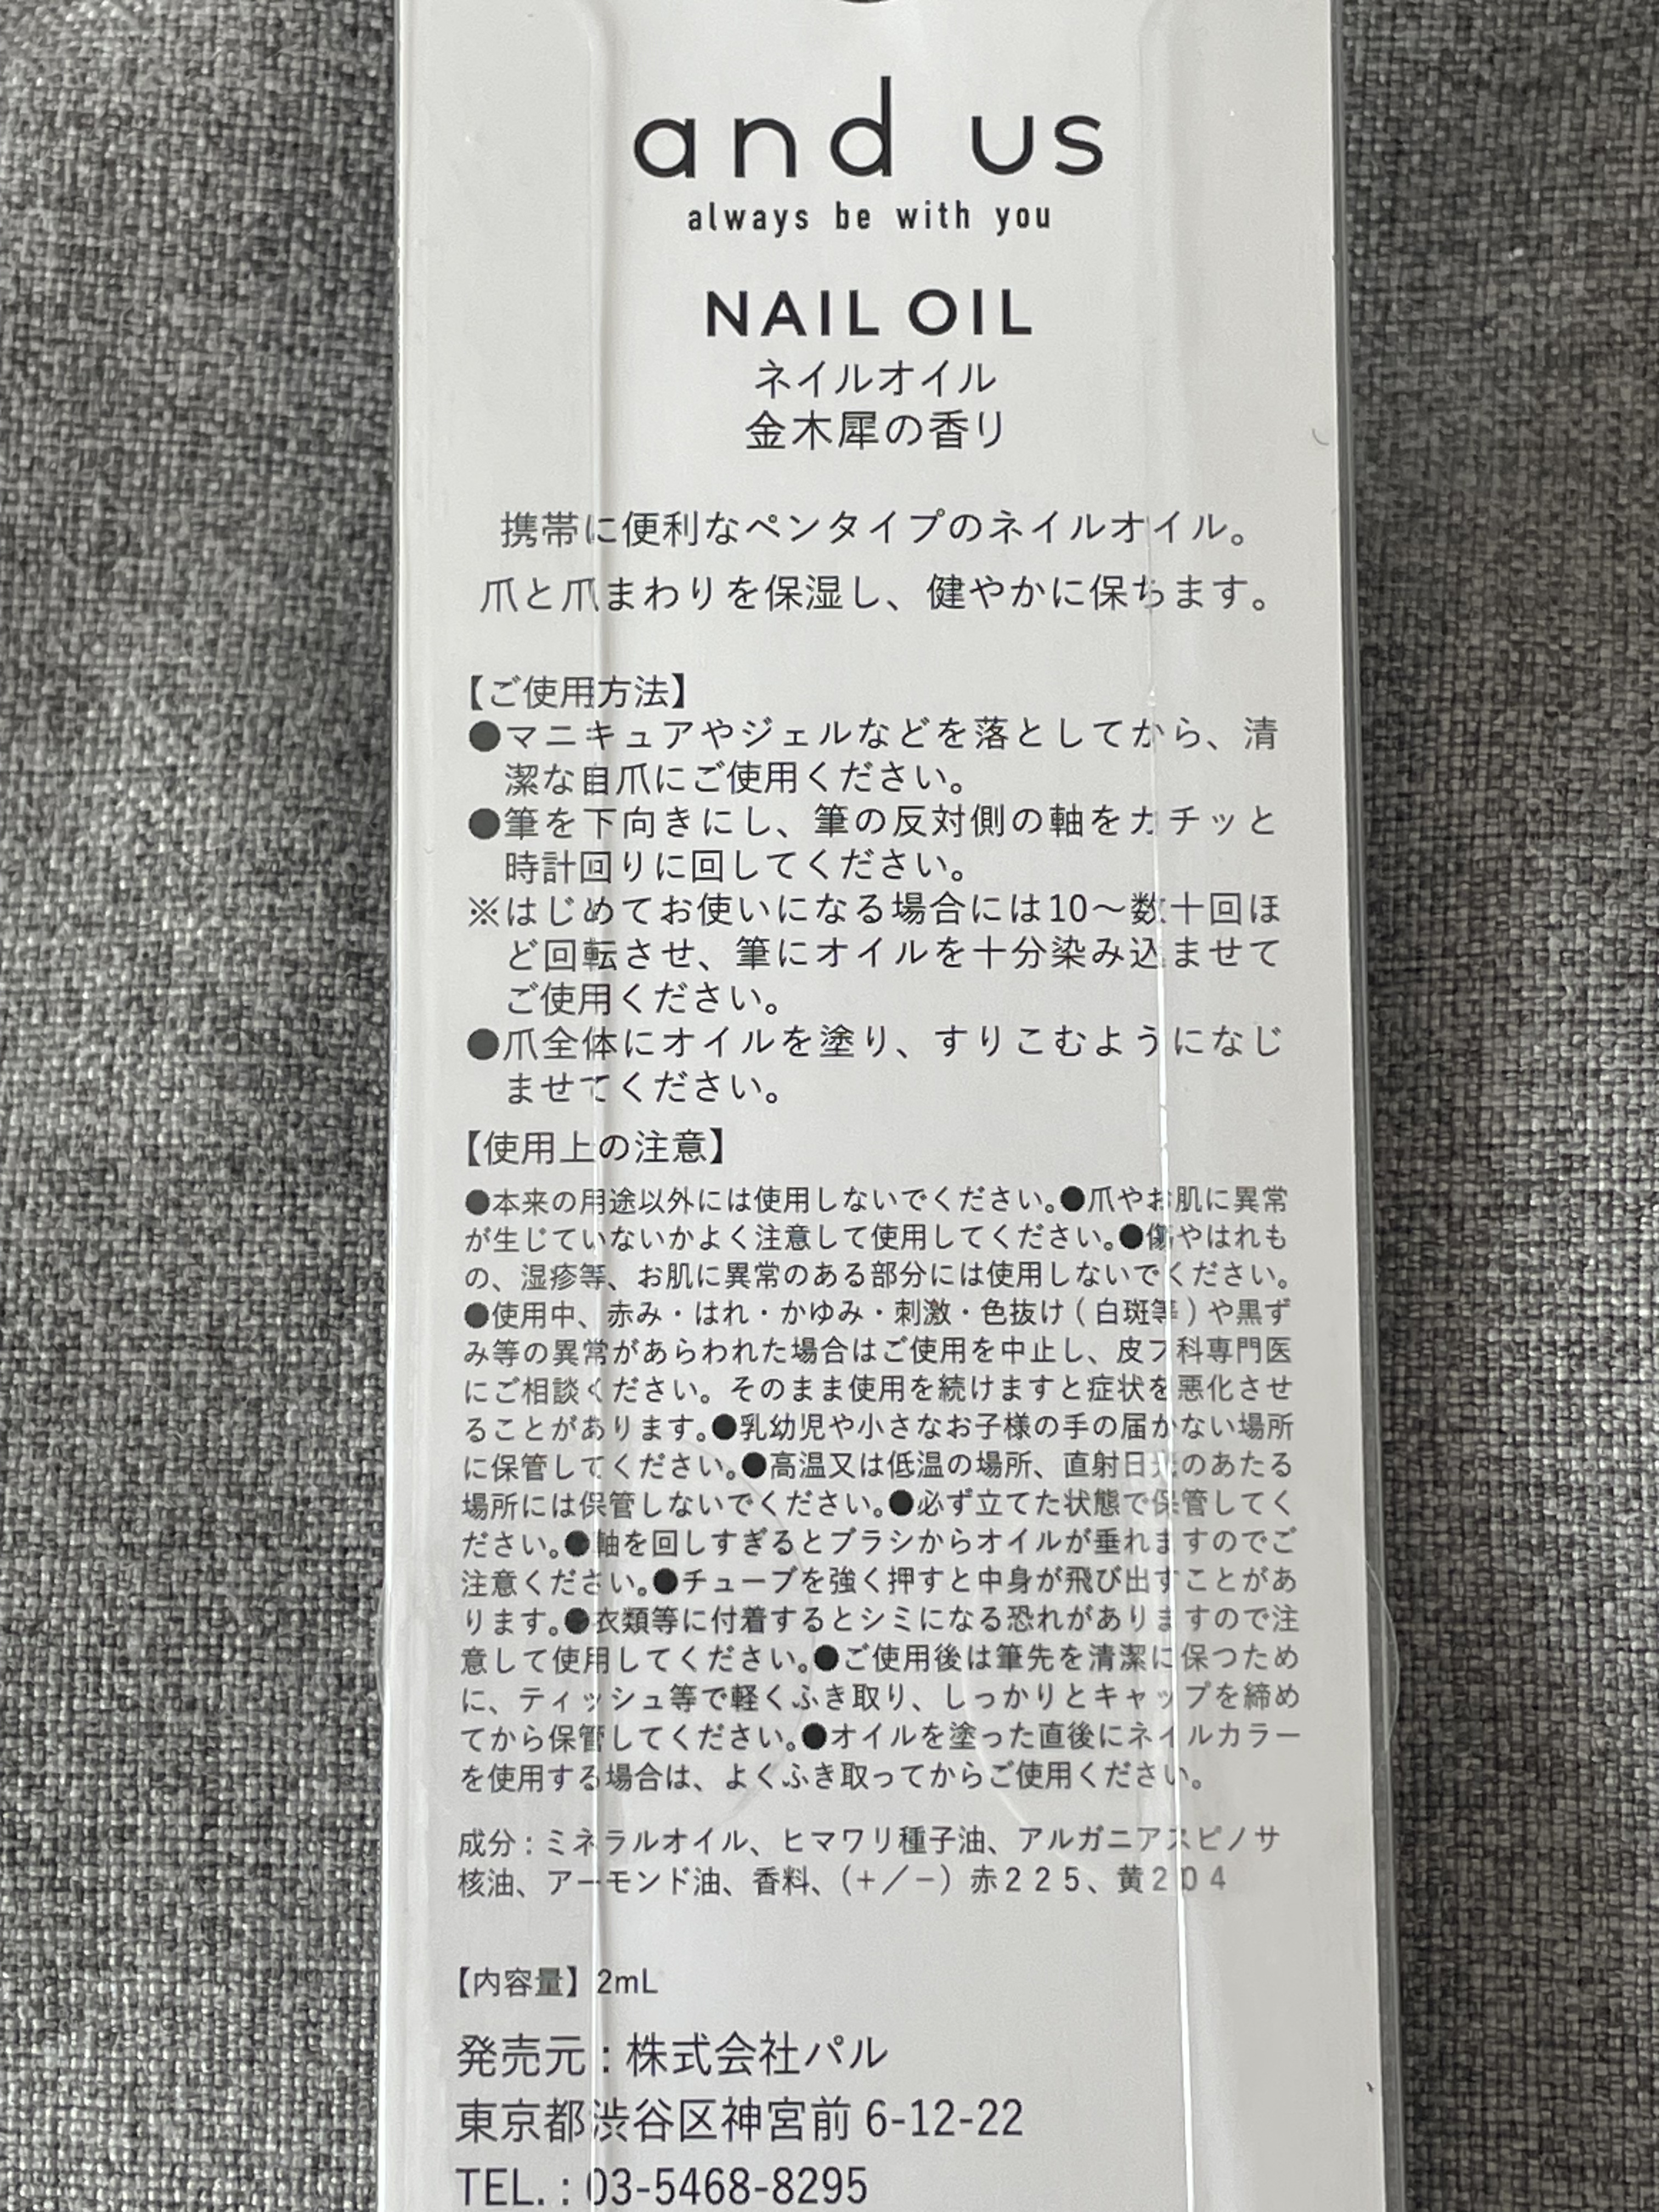 and us
always be with you
NAIL OIL
ネイルオイル
金木犀の香り
携帯に便利なペンタイプのネイルオイル。
爪と爪まわりを保湿し、健やかに保ちます。
【ご使用方法】
●マニキュアやジェルなどを落としてから、清
潔な自爪にご使用ください。
●筆を下向きにし、筆の反対側の軸をカチッと
時計回りに回してください。
※はじめてお使いになる場合には10〜数十回ほ
ど回転させ、筆にオイルを十分染み込ませて
ご使用ください。
●爪全体にオイルを塗り、すりこむようになじ
ませてください。
【使用上の注意】
●本来の用途以外には使用しないでください。●爪やお肌に異常
が生じていないかよく注意して使用してください。●傷やはれも
の、湿疹等、お肌に異常のある部分には使用しないでください。
●使用中、赤み・はれ・かゆみ・刺激・色抜け(白斑等)や黒ず
み等の異常があらわれた場合はご使用を中止し、皮フ科専門医
にご相談ください。そのまま使用を続けますと症状を悪化させ
ることがあります。●乳幼児や小さなお子様の手の届かない場所
に保管してください。●高温又は低温の場所、直射日光のあたる
場所には保管しないでください。●必ず立てた状態で保管してく
ださい。●軸を回しすぎるとブラシからオイルが垂れますのでご
注意ください。●チューブを強く押すと中身が飛び出すことがあ
ります。●衣類等に付着するとシミになる恐れがありますので注
意して使用してください。●ご使用後は筆先を清潔に保つため
に、ティッシュ等で軽くふき取り、しっかりとキャップを締め
てから保管してください。●オイルを塗った直後にネイルカラー
を使用する場合は、よくふき取ってからご使用ください。
成分:ミネラルオイル、ヒマワリ種子油、アルガニアスピノサ
核油、アーモンド油、香料、(+/−)赤225、黄204
【内容量】2mL
発売元:株式会社パル
東京都渋谷区神宮前 6-12-22
TEL. : 03-5468-8295